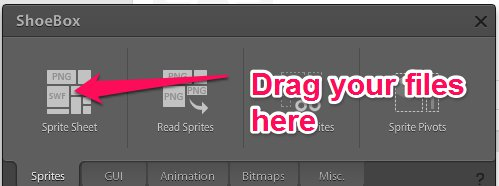 ShoeBox
PNG
SWF
Sprite Sheet
PNG
PNG PNG
Read Sprites
Drag your files
here
Sprite Pivots
Sprites GUI Animation Bitmaps Misc. ?